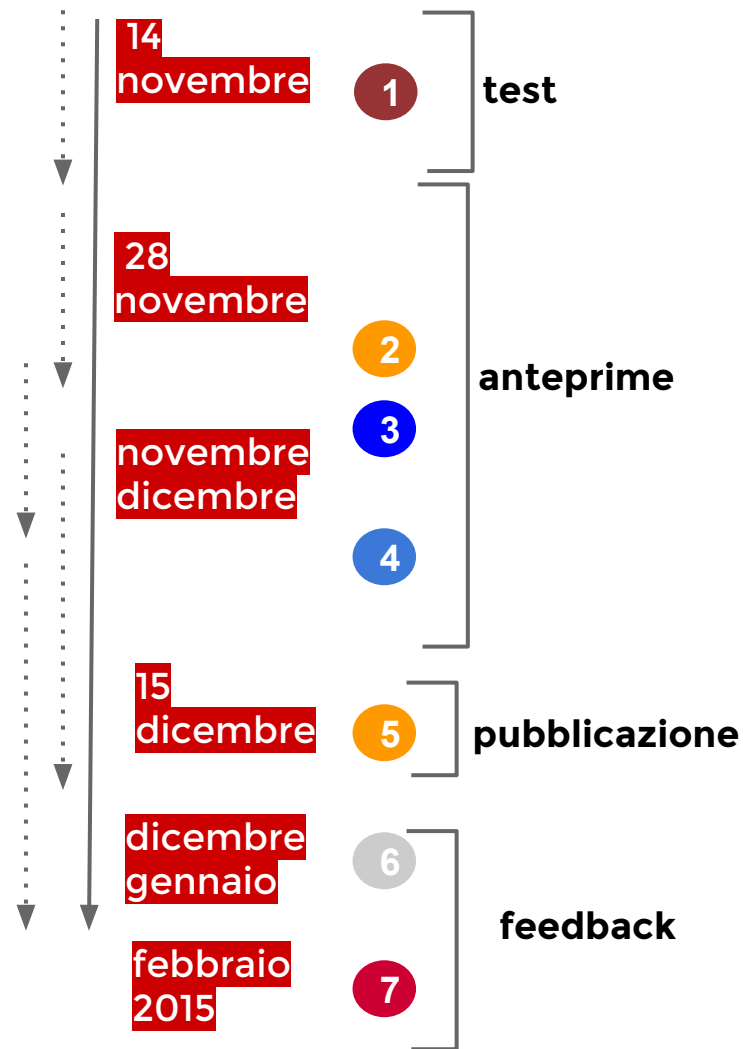 14
novembre
1
test
28
novembre
2
anteprime
3
novembre
dicembre
4
15
dicembre
5
pubblicazione
dicembre
gennaio
6
feedback
febbraio
2015
7